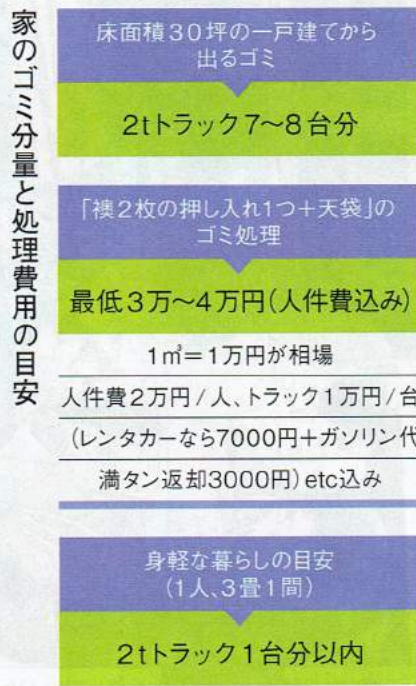 家のゴミ分量と処理費用の目安
床面積30坪の一戸建てから
出るゴミ
2tトラック7〜8台分
「襖2枚の押し入れ1つ+天袋」の
ゴミ処理
最低3万〜4万円(人件費込み)
1㎥=1万円が相場
人件費2万円/人、トラック1万円/台
(レンタカーなら7000円+ガソリン代
満タン返却3000円)etc込み
身軽な暮らしの目安
(1人、3畳1間)
2tトラック1台分以内